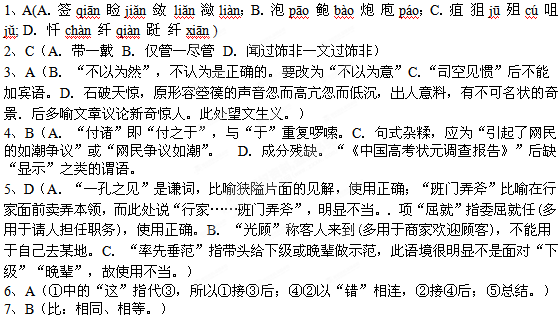 1、A(A. 签 qiān 睑 jiǎn 敛 liǎn 潋 liàn；B. 泡 pāo 鲍 bào 炮 庖 páo；C. 疽 狙 jū 殂 cú 咀
jǔ；D. 忏 chàn 纤 qiàn 跹 纤 xiān )
2、C（A. 带一戴 B. 仅管一尽管 D. 闻过饰非一文过饰非）
3、A（B. “不以为然”，不认为是正确的。要改为“不以为意”C.“司空见惯”后不能
加宾语。D. 石破天惊，原形容箜篌的声音忽而高亢忽而低沉，出人意料，有不可名状的奇
景．后多喻文章议论新奇惊人。此处望文生义。）
4、B（A. “付诸”即“付之于”，与“于”重复啰嗦。C. 句式杂糅，应为“引起了网民
的如潮争议”或“网民争议如潮”。 D. 成分残缺。“《中国高考状元调查报告》”后缺
“显示”之类的谓语。
5、D（A. “一孔之见”是谦词，比喻狭隘片面的见解，使用正确；“班门弄斧”比喻在行
家面前卖弄本领，而此处说“行家……班门弄斧”，明显不当。．项“屈就”指委屈就任(多
用于请人担任职务)，使用正确。B. “光顾”称客人来到(多用于商家欢迎顾客)，不能用
于自己去某地。C. “率先垂范”指带头给下级或晚辈做示范，此语境很明显不是面对“下
级”“晚辈”，故使用不当。）
6、A（①中的“这”指代③，所以①接③后；④②以“错”相连，②接④后；⑤总结。）
7、B（比：相同、相等。）